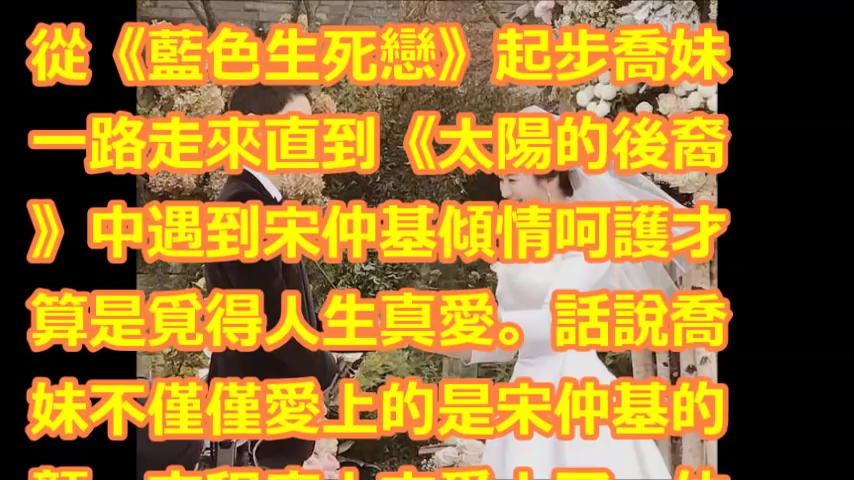 從《藍色生死戀》起步喬妹
一路走來直到《太陽的後裔
》中遇到宋仲基傾情呵護才
算是覓得人生真愛。話說喬
妹不僅僅愛上的是宋仲基的